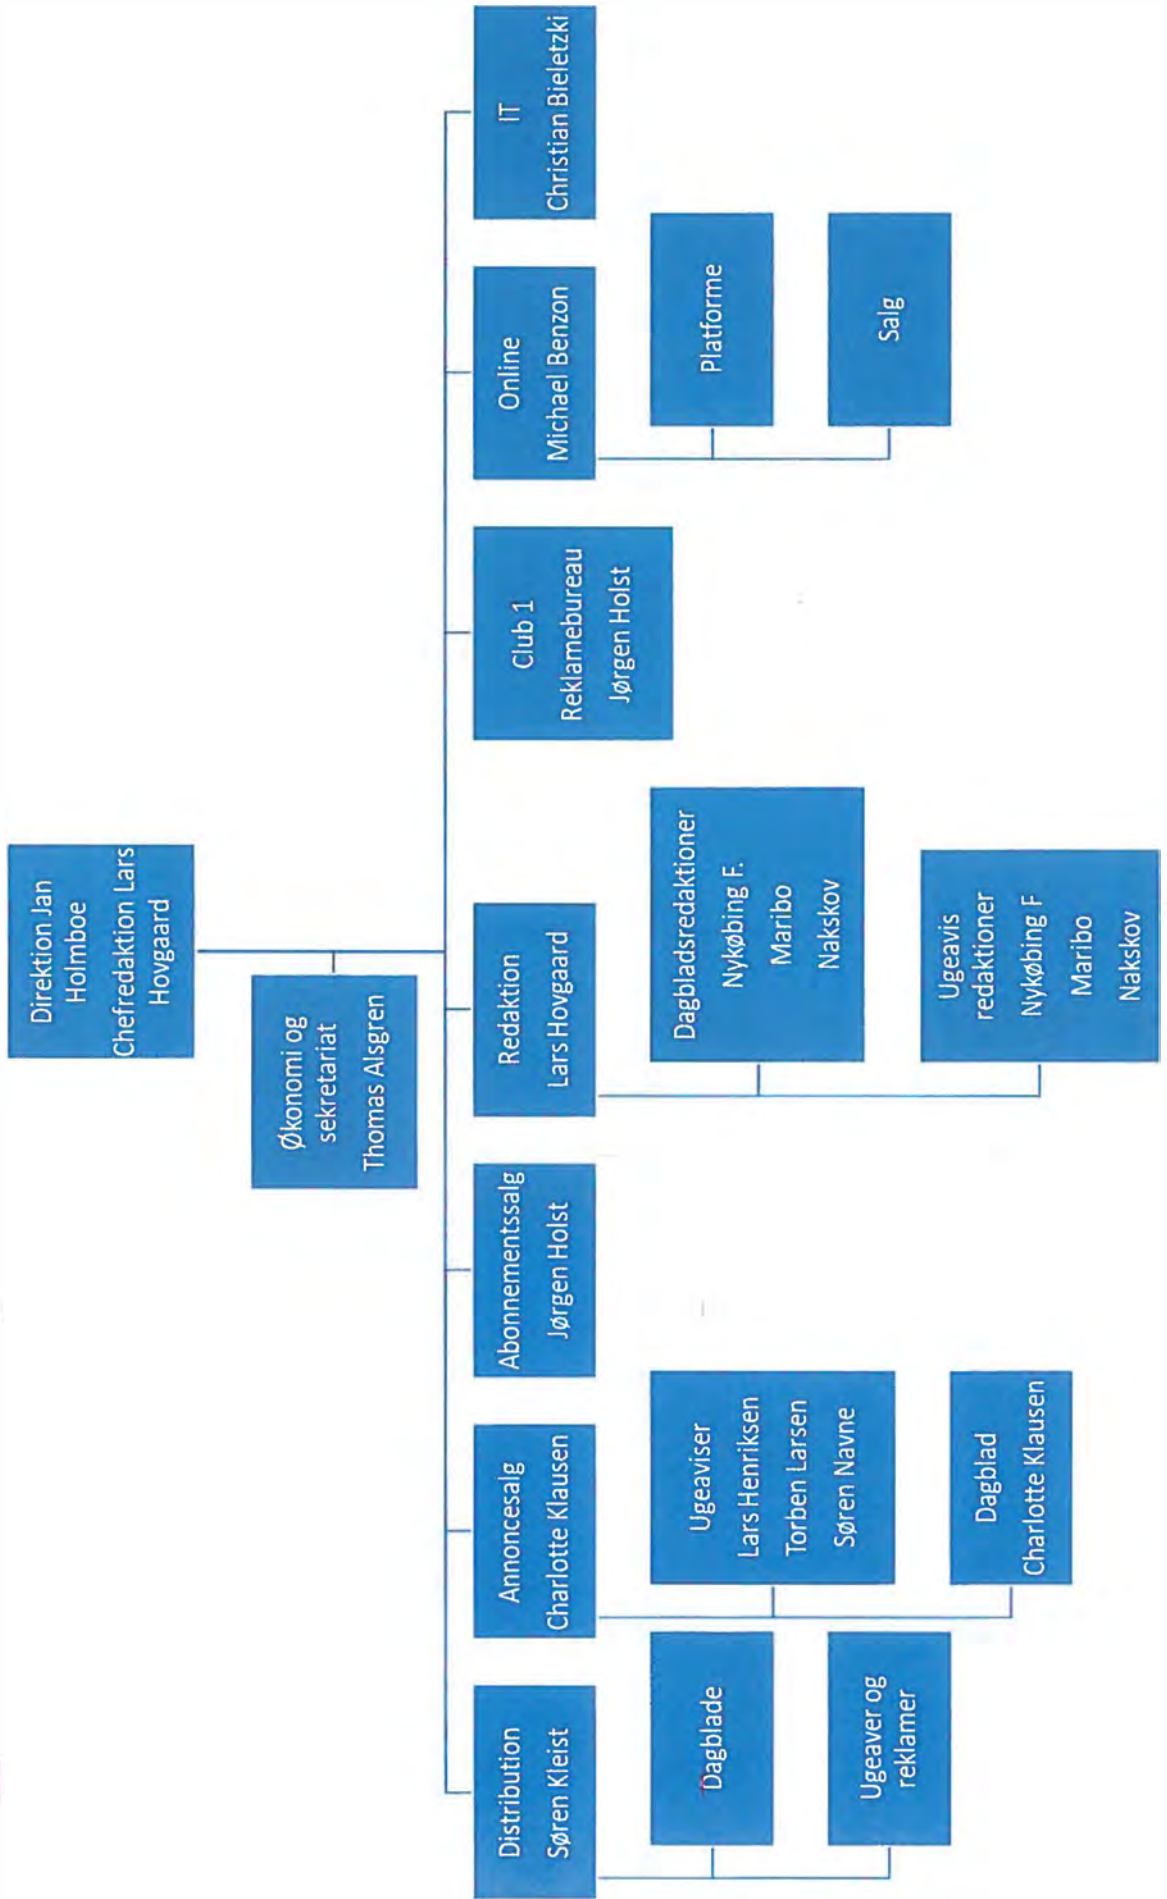 Direktion Jan
Holmboe
Chefredaktion Lars
Hovgaard
Økonomi og
sekretariat
Thomas Alsgren
Distribution
Søren Kleist
Dagblade
Ugeaver og
reklamer
Annoncesalg
Charlotte Klausen
Ugeaviser
Lars Henriksen
Torben Larsen
Søren Navne
Dagblad
Charlotte Klausen
Abonnementssalg
Jørgen Holst
Redaktion
Lars Hovgaard
Dagbladsredaktioner
Nykøbing F.
Maribo
Nakskov
Ugeavis
redaktioner
Nykøbing F
Maribo
Nakskov
Club 1
Reklamebureau
Jørgen Holst
Online
Michael Benzon
Platforme
Salg
IT
Christian Bieletzki